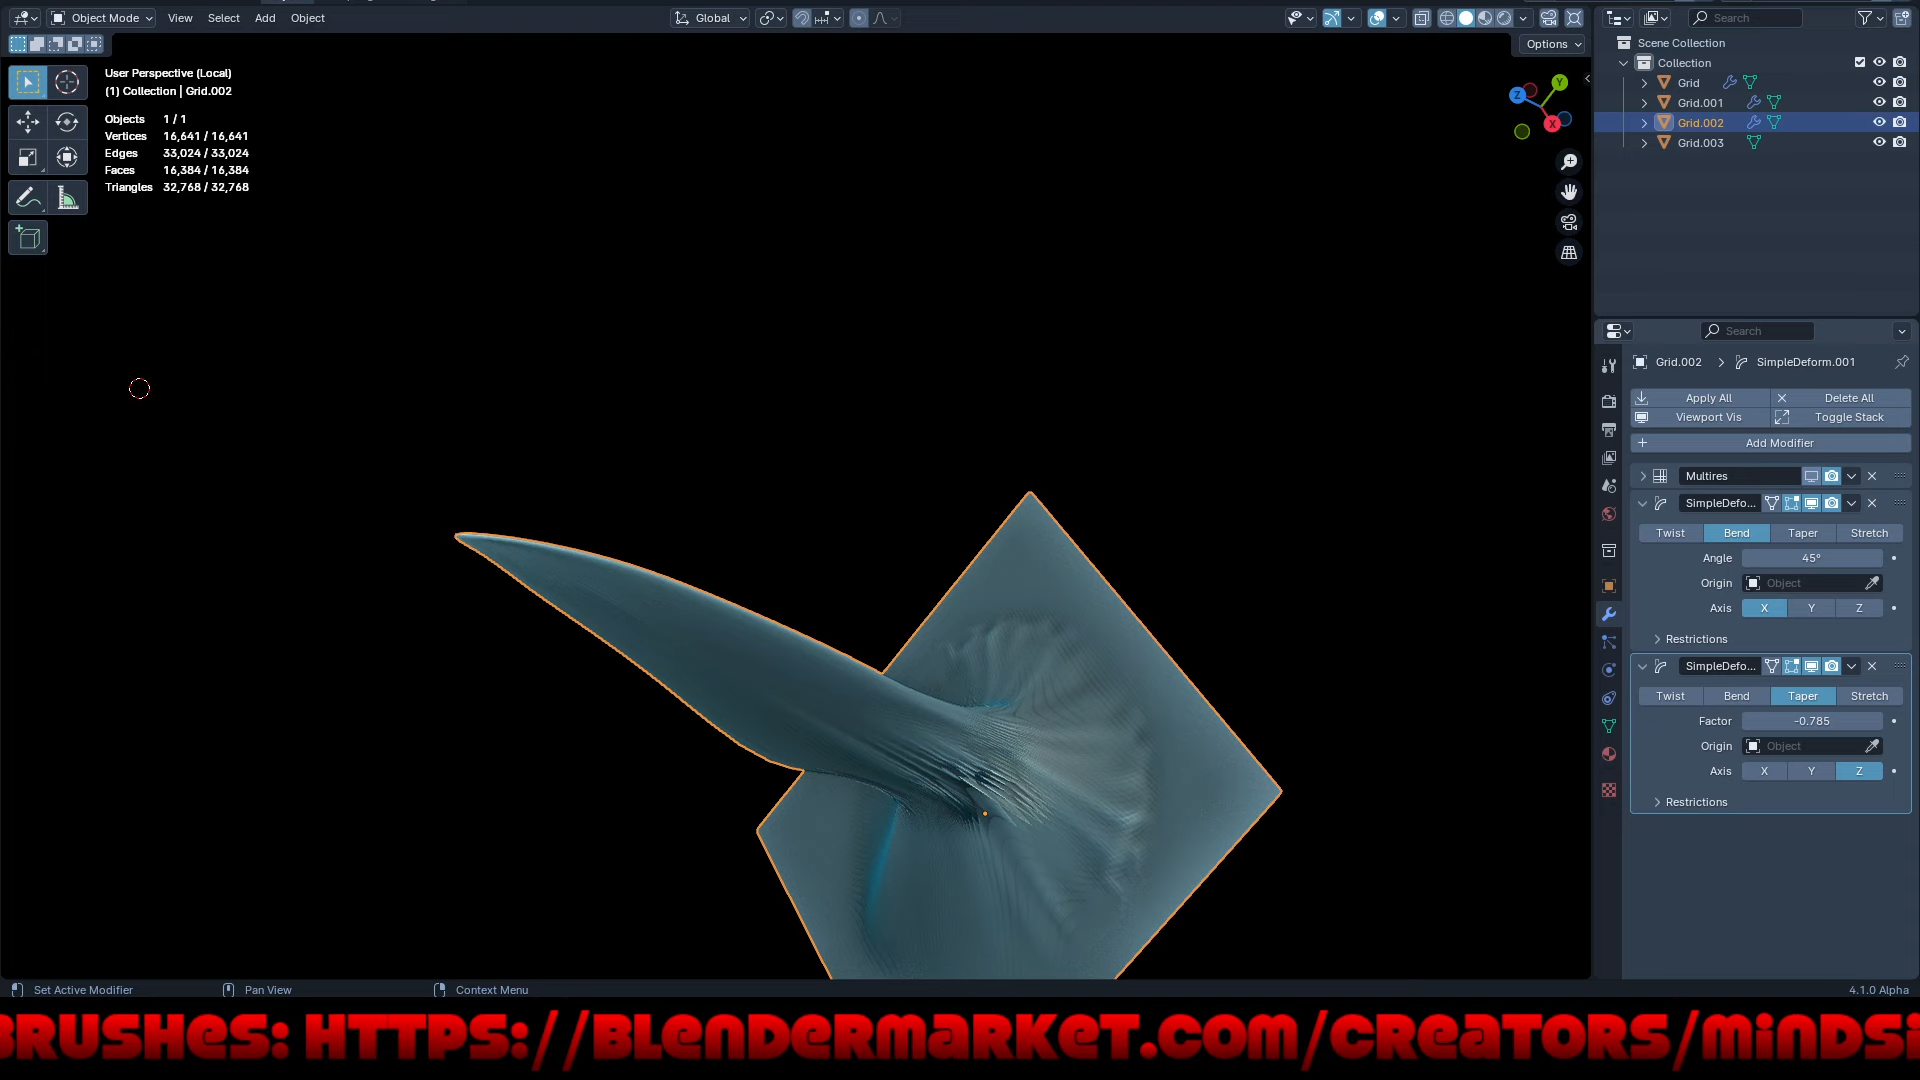 Object Mode
View
Select
Add
Object
Global
Search
Options
Scene Collection
Collection
Grid
Grid.001
Grid.002
Grid.003
User Perspective (Local)
(1) Collection | Grid.002
Objects 1 / 1
Vertices 16,641 / 16,641
Edges 33,024 / 33,024
Faces 16,384 / 16,384
Triangles 32,768 / 32,768
Y
Z
X
Search
Grid.002 > SimpleDeform.001
Apply All
Delete All
Viewport Vis
Toggle Stack
Add Modifier
Multires
SimpleDefo...
Twist Bend Taper Stretch
Angle 45°
Origin Object
Axis X Y Z
Restrictions
SimpleDefo...
Twist Bend Taper Stretch
Factor -0.785
Origin Object
Axis X Y Z
Restrictions
Set Active Modifier
Pan View
Context Menu
4.1.0 Alpha
BRUSHES: HTTPS://BLENDERMARKET.COM/CREATORS/MINDSI